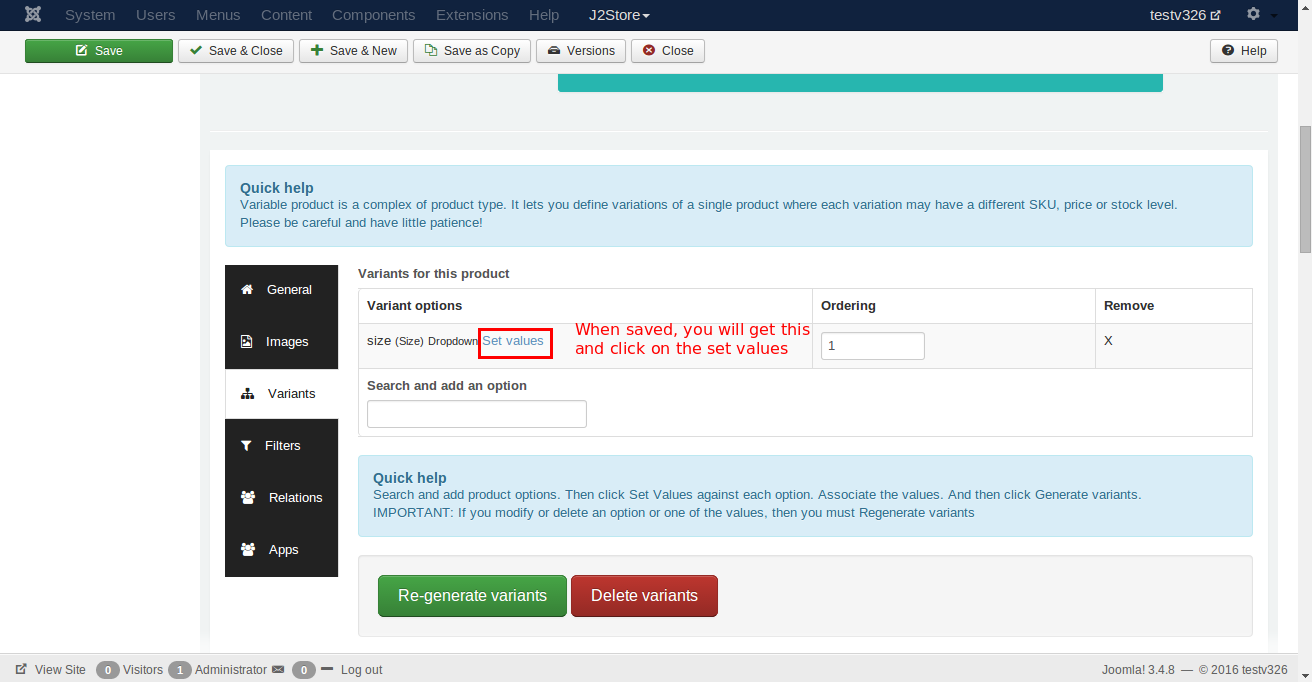 System Users Menus Content Components Extensions Help J2Store testv326
Save Save & Close Save & New Save as Copy Versions Close Help
Quick help
Variable product is a complex of product type. It lets you define variations of a single product where each variation may have a different SKU, price or stock level.
Please be careful and have little patience!
General
Images
Variants
Filters
Relations
Apps
Variants for this product
Variant options Ordering Remove
size (Size) Dropdown Set values 1 X
When saved, you will get this
and click on the set values
Search and add an option
Quick help
Search and add product options. Then click Set Values against each option. Associate the values. And then click Generate variants.
IMPORTANT: If you modify or delete an option or one of the values, then you must Regenerate variants
Re-generate variants Delete variants
View Site 0 Visitors 1 Administrator 0 Log out Joomla! 3.4.8 — © 2016 testv326